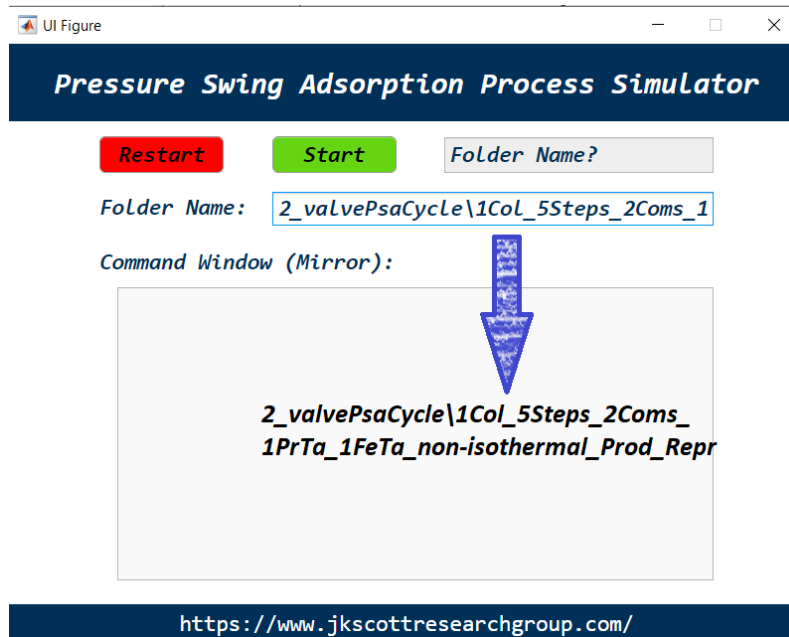 UI Figure
Pressure Swing Adsorption Process Simulator
Restart
Start
Folder Name?
Folder Name:
2_valvePsaCycle\1Col_5Steps_2Coms_1
Command Window (Mirror):
2_valvePsaCycle\1Col_5Steps_2Coms_
1PrTa_1FeTa_non-isothermal_Prod_Repr
https://www.jkscottresearchgroup.com/